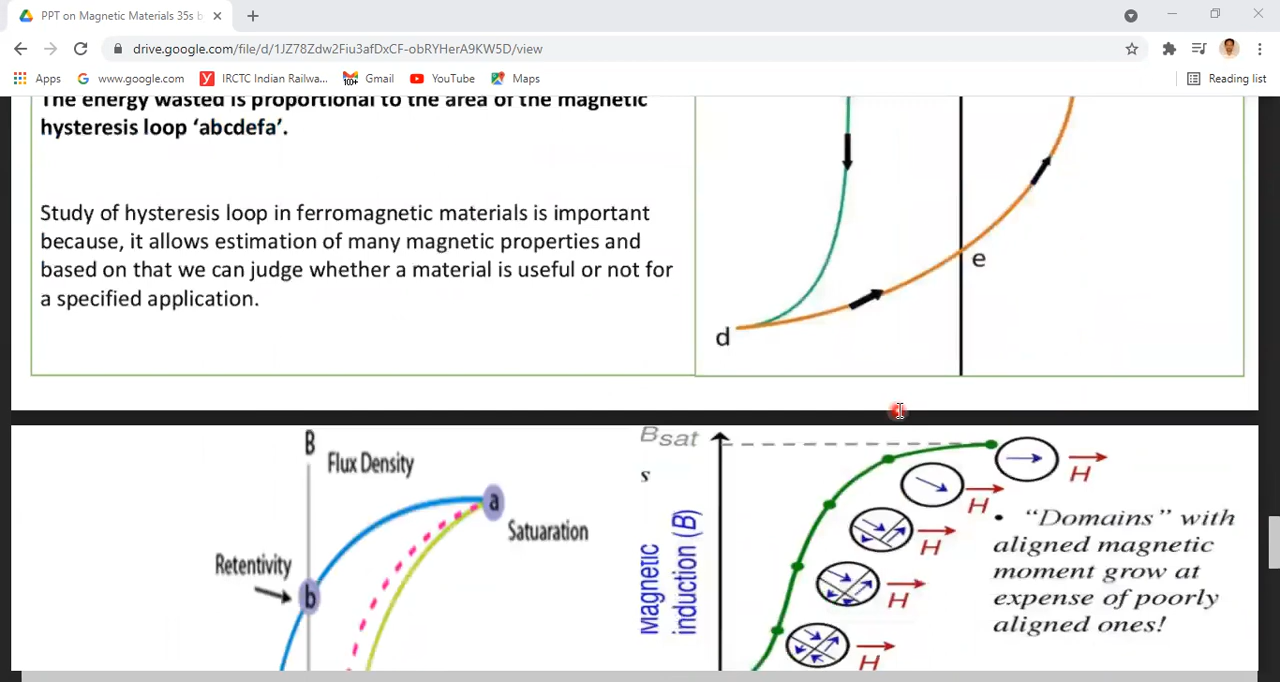 PPT on Magnetic Materials 35s b
drive.google.com/file/d/1JZ78Zdw2Fiu3afDxCF-obRYHerA9KW5D/view
Apps
www.google.com
IRCTC Indian Railwa...
100+
Gmail
YouTube
Maps
Reading list
The energy wasted is proportional to the area of the magnetic
hysteresis loop ‘abcdefa’.
Study of hysteresis loop in ferromagnetic materials is important
because, it allows estimation of many magnetic properties and
based on that we can judge whether a material is useful or not for
a specified application.
e
d
B
Flux Density
a
Satuaration
Retentivity
b
Bsat
s
Magnetic
induction (B)
H
H
H
H
H
• “Domains” with
aligned magnetic
moment grow at
expense of poorly
aligned ones!